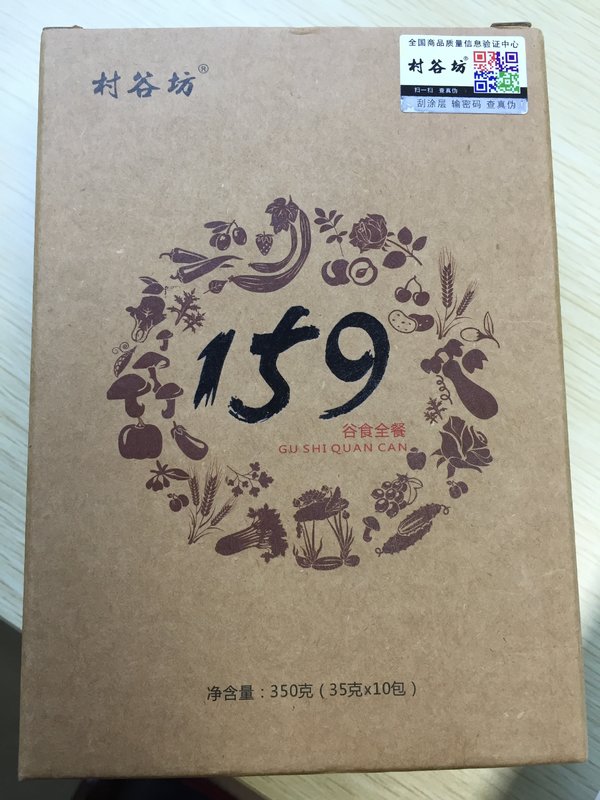 村谷坊®
全国商品质量信息验证中心
村谷坊®
扫一扫 查真伪
刮涂层 输密码 查真伪
159
谷食全餐
GU SHI QUAN CAN
净含量：350克（35克x10包）